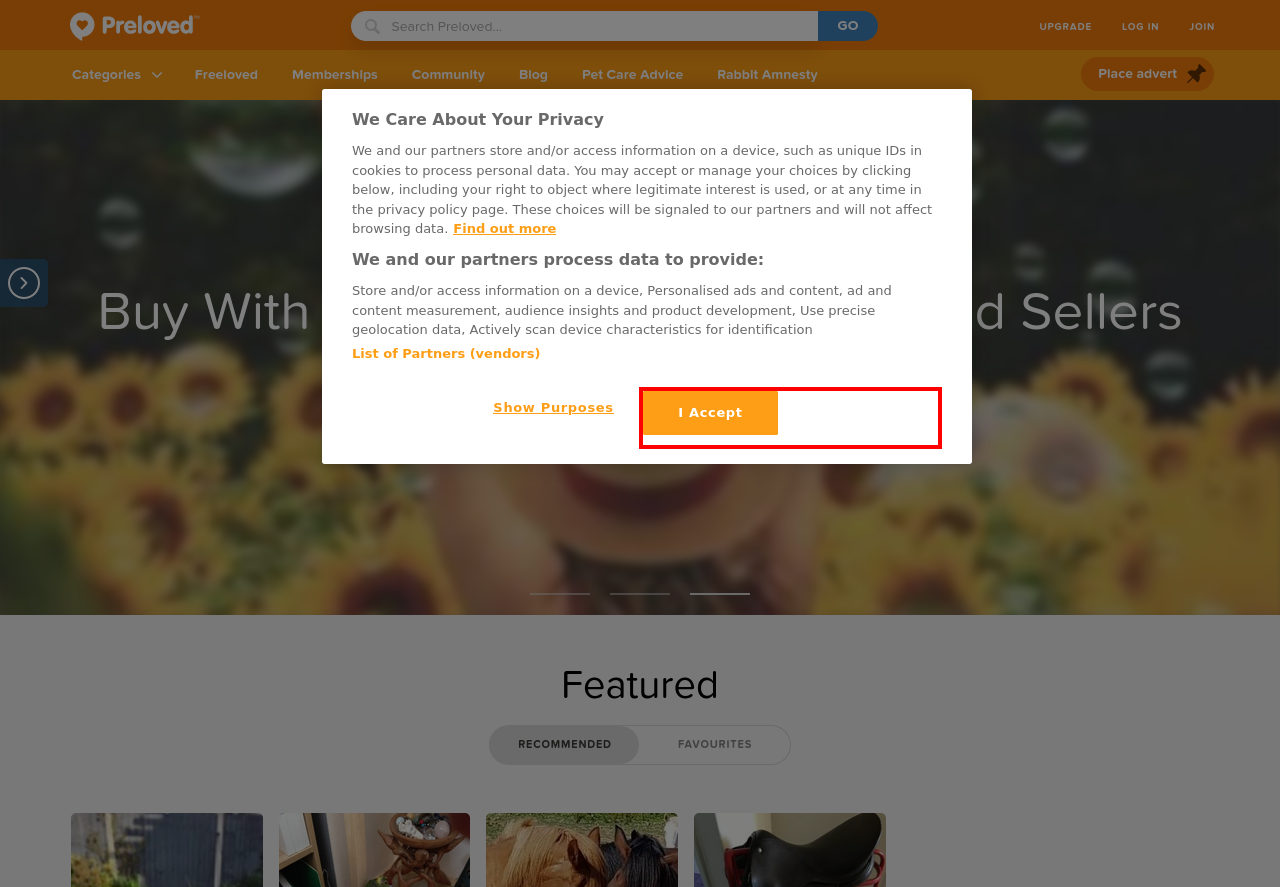 Preloved
Search Preloved...
GO
UPGRADE
LOG IN
JOIN
Categories
Freeloved
Memberships
Community
Blog
Pet Care Advice
Rabbit Amnesty
Place advert
We Care About Your Privacy
We and our partners store and/or access information on a device, such as unique IDs in
cookies to process personal data. You may accept or manage your choices by clicking
below, including your right to object where legitimate interest is used, or at any time in
the privacy policy page. These choices will be signaled to our partners and will not affect
browsing data. Find out more
We and our partners process data to provide:
Store and/or access information on a device, Personalised ads and content, ad and
content measurement, audience insights and product development, Use precise
geolocation data, Actively scan device characteristics for identification
List of Partners (vendors)
Show Purposes
I Accept
Buy With
d Sellers
Featured
RECOMMENDED
FAVOURITES